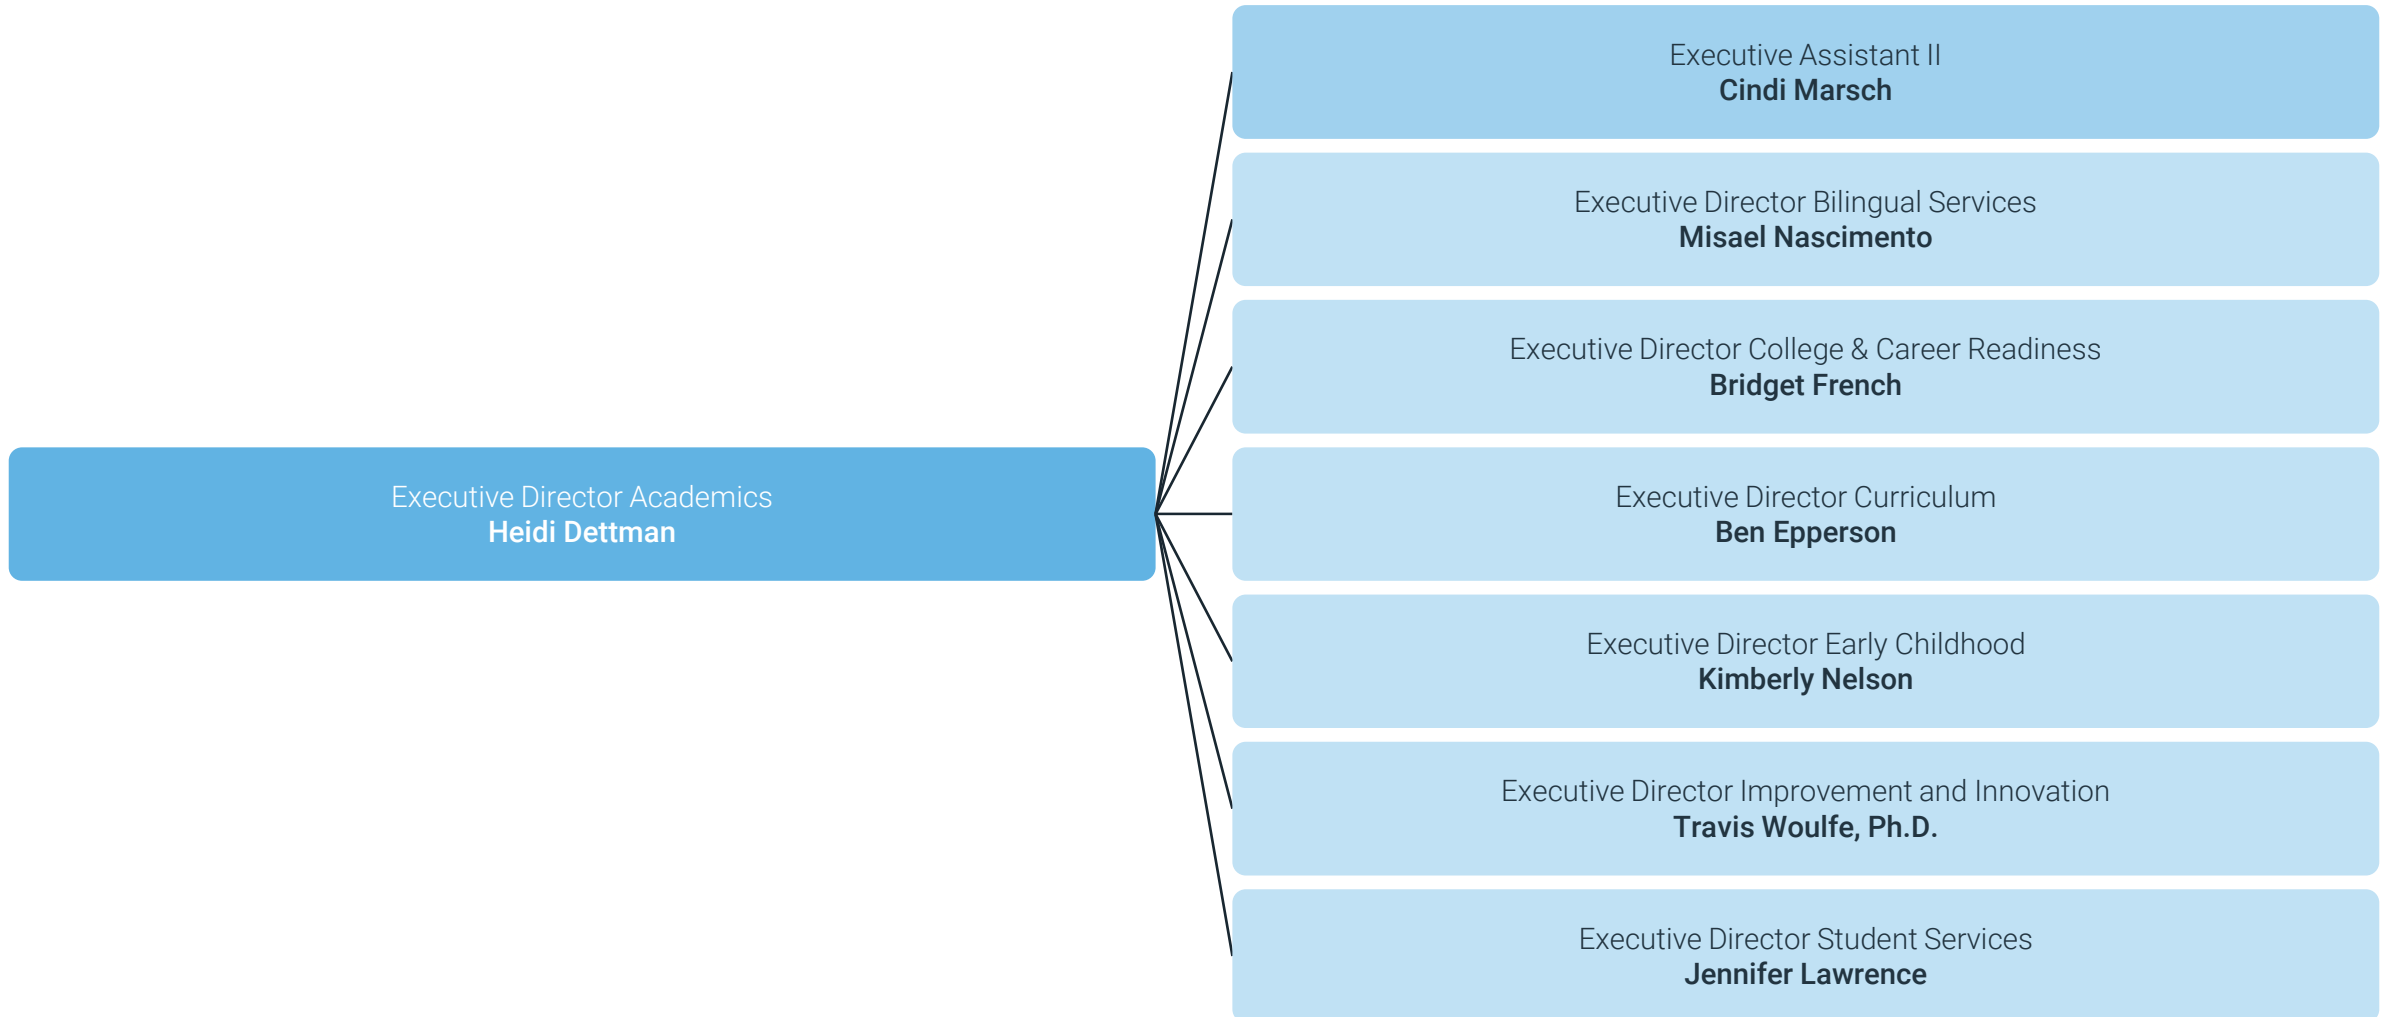 Executive Assistant II
Cindi Marsch
Executive Director Bilingual Services
Misael Nascimento
Executive Director College & Career Readiness
Bridget French
Executive Director Academics
Heidi Dettman
Executive Director Curriculum
Ben Epperson
Executive Director Early Childhood
Kimberly Nelson
Executive Director Improvement and Innovation
Travis Woulfe, Ph.D.
Executive Director Student Services
Jennifer Lawrence